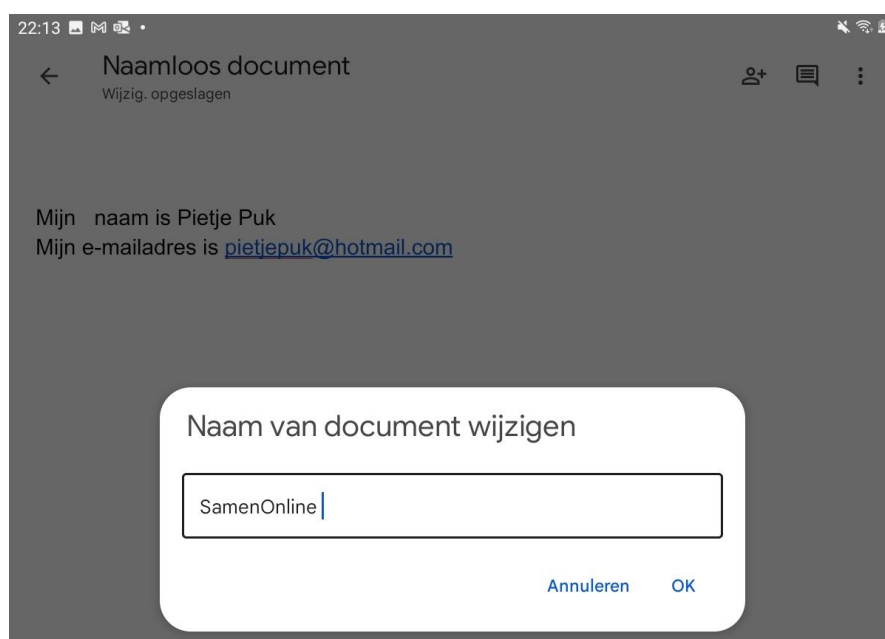 22:13
Naamloos document
Wijzig. opgeslagen
Mijn naam is Pietje Puk
Mijn e-mailadres is pietjepuk@hotmail.com
Naam van document wijzigen
SamenOnline
Annuleren OK